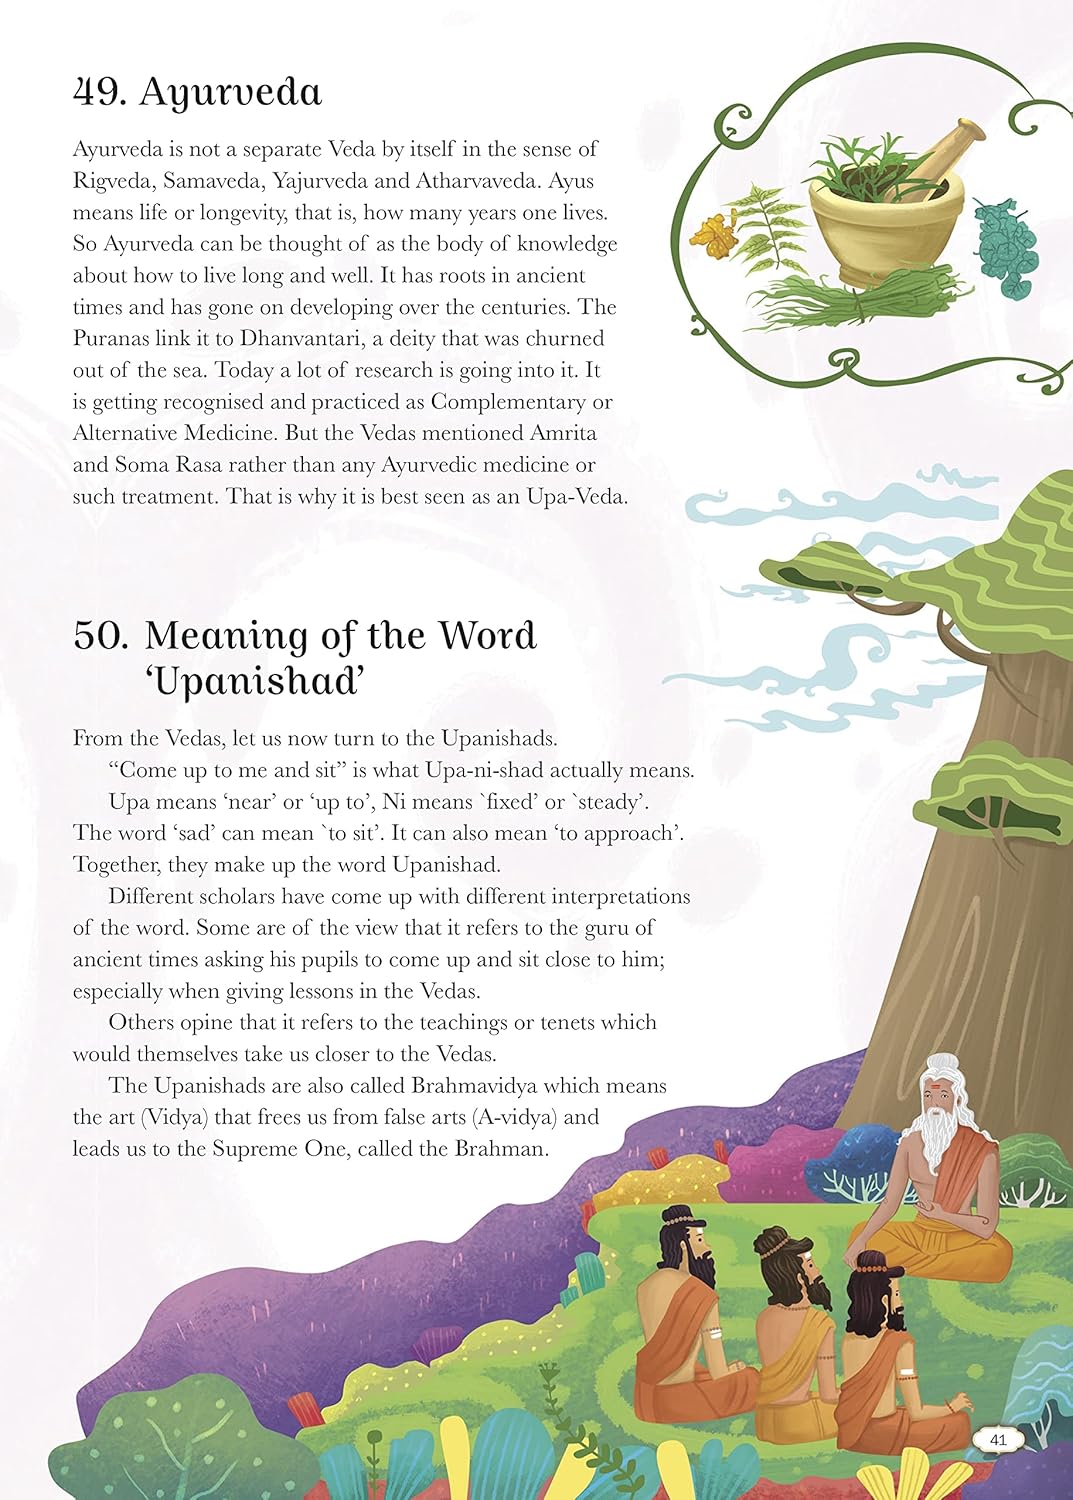 49. Ayurveda
Ayurveda is not a separate Veda by itself in the sense of
Rigveda, Samaveda, Yajurveda and Atharvaveda. Ayus
means life or longevity, that is, how many years one lives.
So Ayurveda can be thought of as the body of knowledge
about how to live long and well. It has roots in ancient
times and has gone on developing over the centuries. The
Puranas link it to Dhanvantari, a deity that was churned
out of the sea. Today a lot of research is going into it. It
is getting recognised and practiced as Complementary or
Alternative Medicine. But the Vedas mentioned Amrita
and Soma Rasa rather than any Ayurvedic medicine or
such treatment. That is why it is best seen as an Upa-Veda.
50. Meaning of the Word
‘Upanishad’
From the Vedas, let us now turn to the Upanishads.
“Come up to me and sit” is what Upa-ni-shad actually means.
Upa means ‘near’ or ‘up to’, Ni means `fixed’ or `steady’.
The word ‘sad’ can mean `to sit’. It can also mean ‘to approach’.
Together, they make up the word Upanishad.
Different scholars have come up with different interpretations
of the word. Some are of the view that it refers to the guru of
ancient times asking his pupils to come up and sit close to him;
especially when giving lessons in the Vedas.
Others opine that it refers to the teachings or tenets which
would themselves take us closer to the Vedas.
The Upanishads are also called Brahmavidya which means
the art (Vidya) that frees us from false arts (A-vidya) and
leads us to the Supreme One, called the Brahman.
41